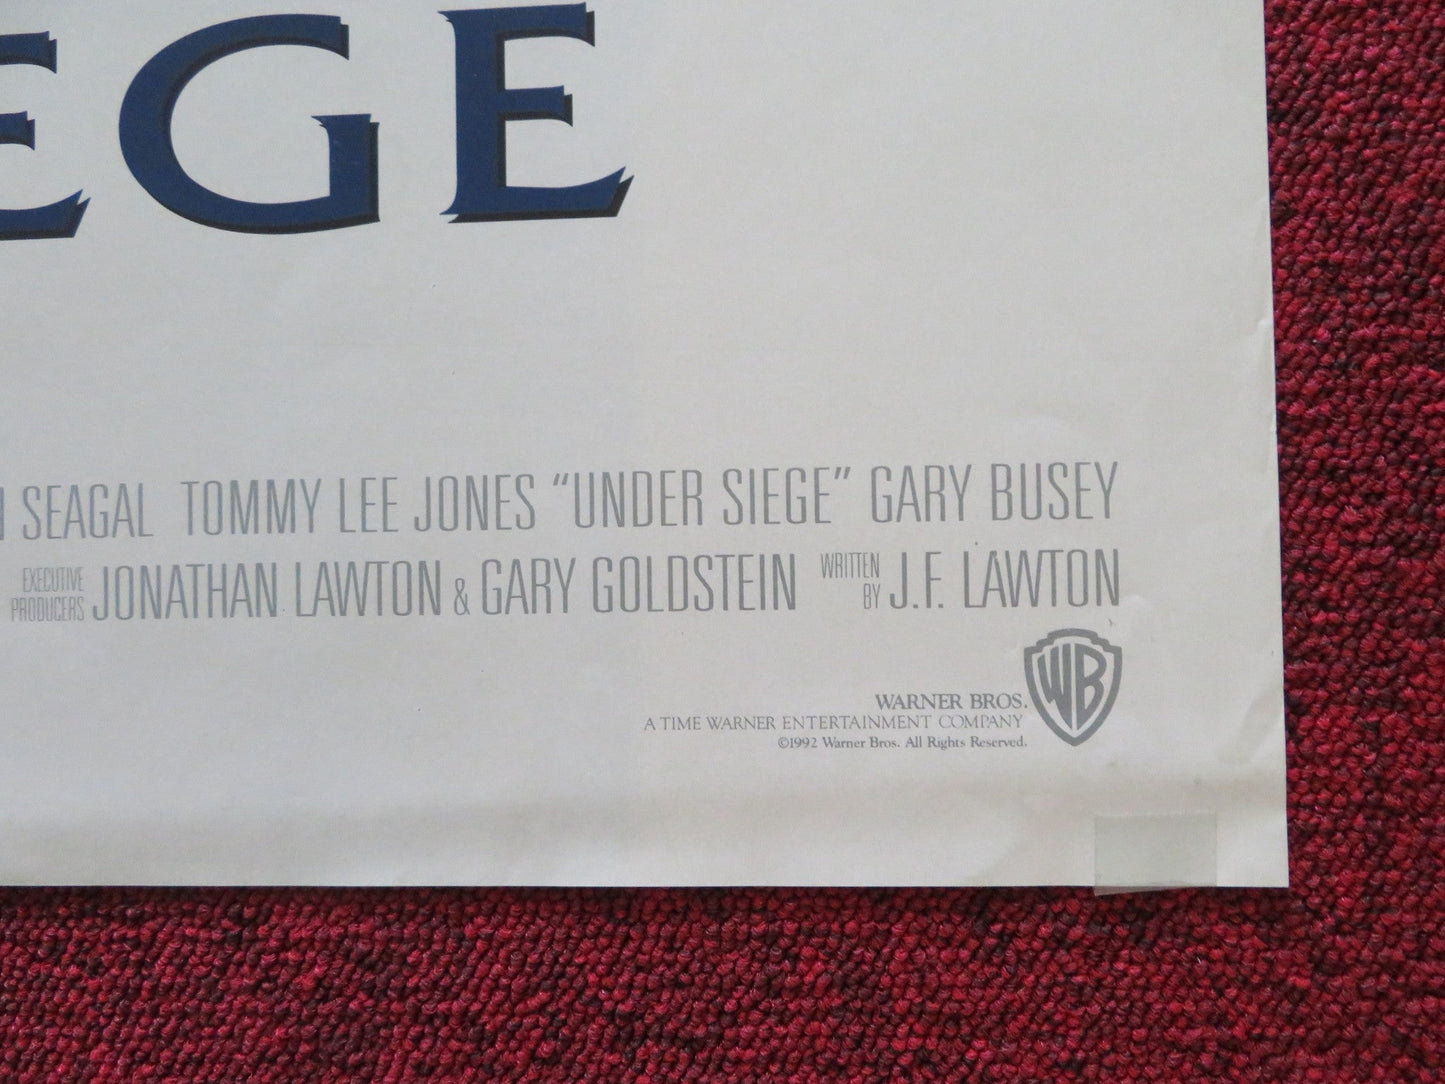 EGE
SEAGAL TOMMY LEE JONES "UNDER SIEGE" GARY BUSEY
EXECUTIVE PRODUCERS JONATHAN LAWTON & GARY GOLDSTEIN WRITTEN BY J.F. LAWTON
WB
WARNER BROS.
A TIME WARNER ENTERTAINMENT COMPANY
©1992 Warner Bros. All Rights Reserved.